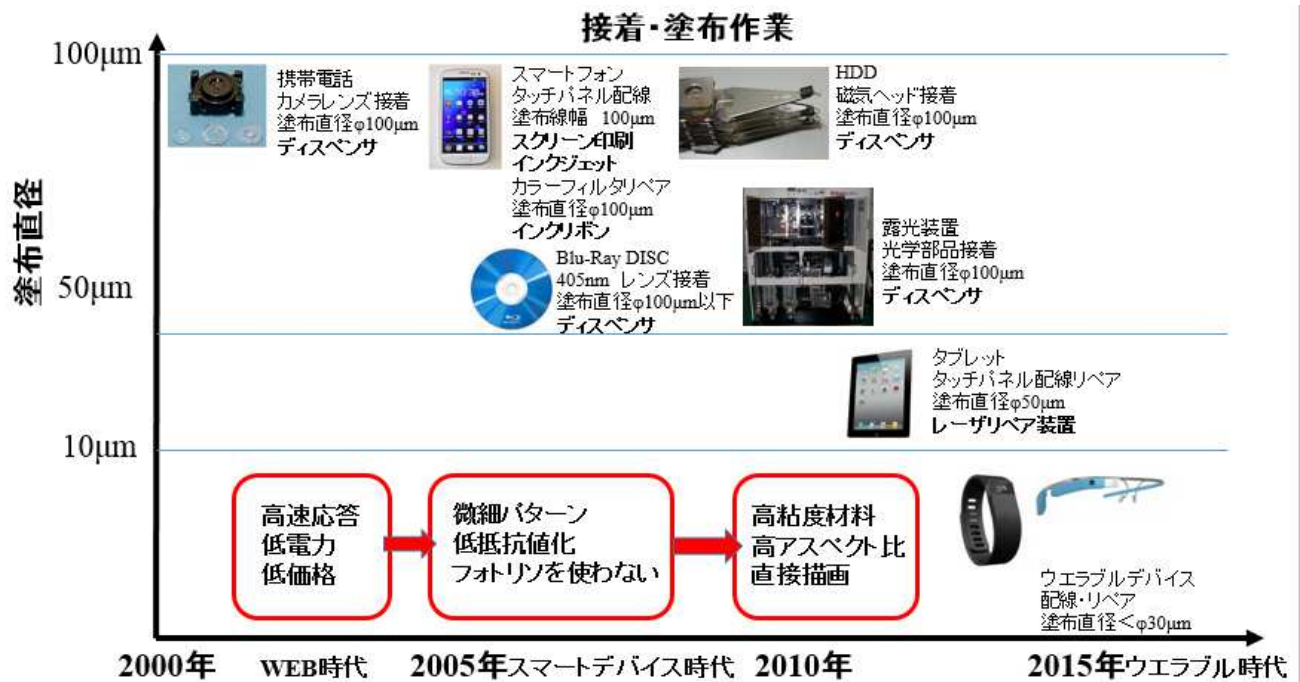 接着・塗布作業
100μm
塗布直径
50μm
10μm
携帯電話
カメラレンズ接着
塗布直径φ100μm
ディスペンサ
スマートフォン
タッチパネル配線
塗布線幅 100μm
スクリーン印刷
インクジェット
カラーフィルタリペア
塗布直径φ100μm
インクリボン
HDD
磁気ヘッド接着
塗布直径φ100μm
ディスペンサ
Blu-Ray DISC
405nm レンズ接着
塗布直径φ100μm以下
ディスペンサ
露光装置
光学部品接着
塗布直径φ100μm
ディスペンサ
タブレット
タッチパネル配線リペア
塗布直径φ50μm
レーザリペア装置
高速応答
低電力
低価格
微細パターン
低抵抗値化
フォトリソを使わない
高粘度材料
高アスペクト比
直接描画
ウエラブルデバイス
配線・リペア
塗布直径＜φ30μm
2000年 WEB時代 2005年スマートデバイス時代 2010年 2015年ウエラブル時代